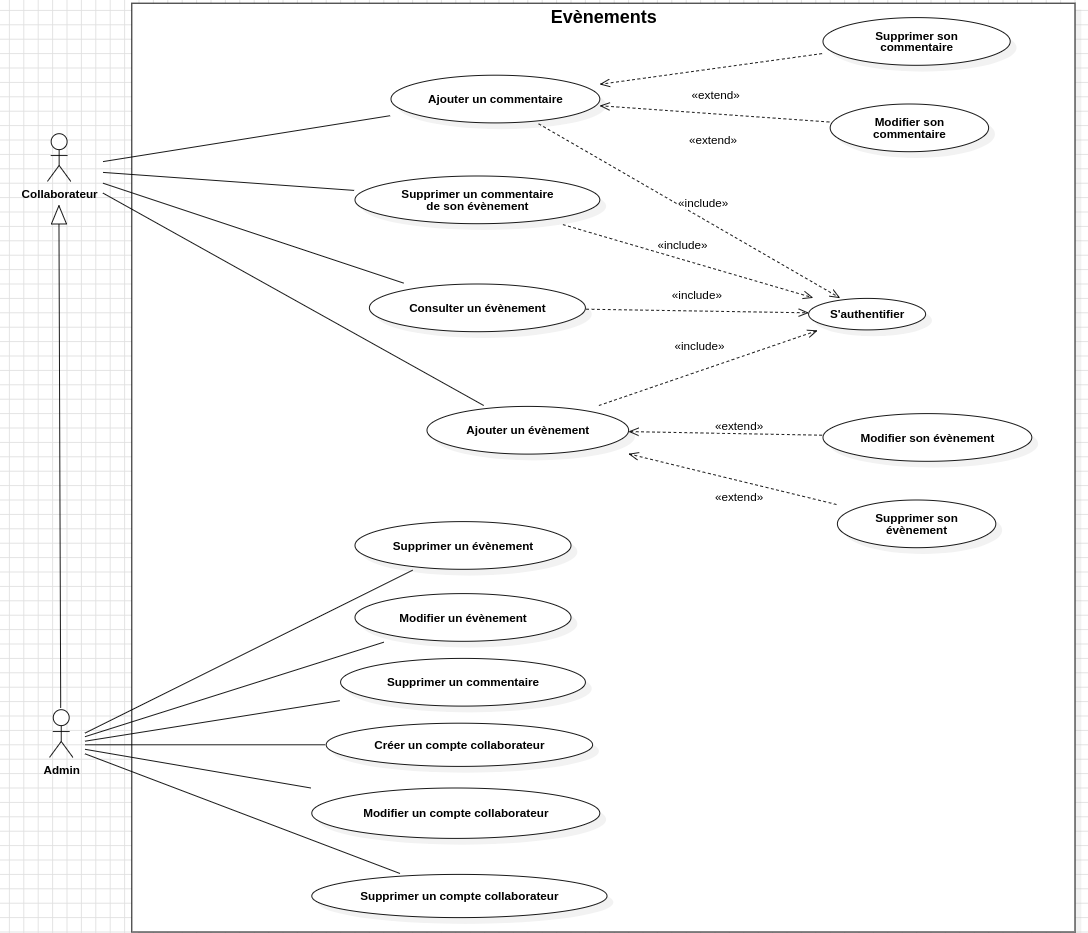 Evènements
Supprimer son
commentaire
Ajouter un commentaire
«extend»
Modifier son
commentaire
«extend»
Collaborateur
Supprimer un commentaire
de son évènement
«include»
«include»
«include»
Consulter un évènement
S'authentifier
«include»
Ajouter un évènement
«extend»
Modifier son évènement
«extend»
Supprimer son
évènement
Supprimer un évènement
Modifier un évènement
Supprimer un commentaire
Créer un compte collaborateur
Admin
Modifier un compte collaborateur
Supprimer un compte collaborateur